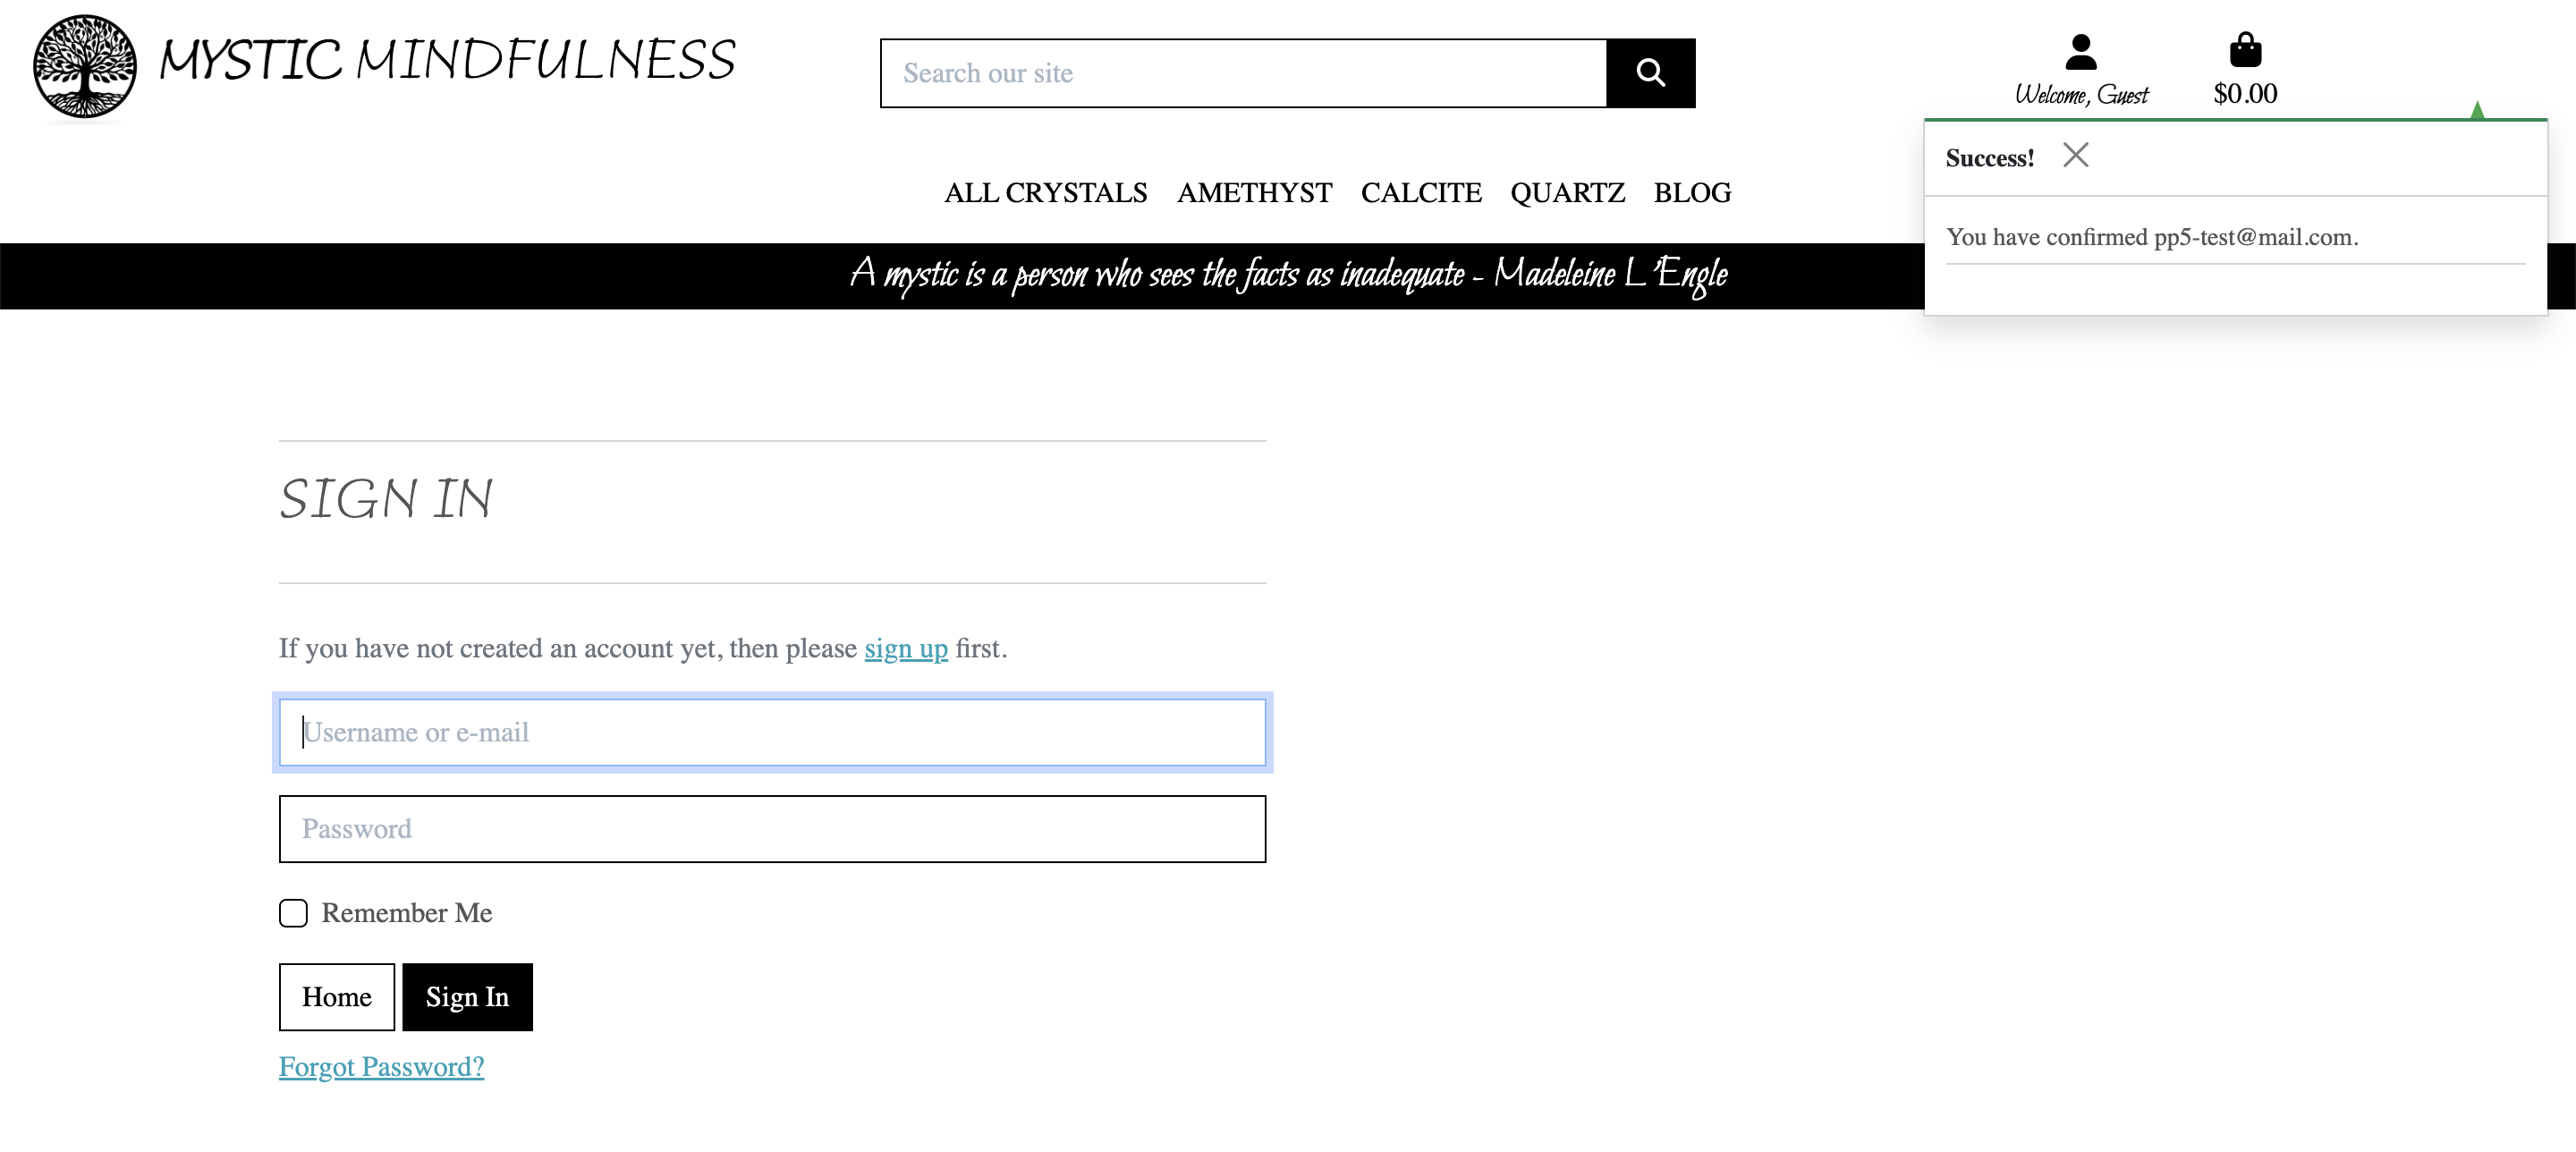 MYSTIC MINDFULNESS
Search our site
Welcome, Guest
$0.00
Success!
You have confirmed pp5-test@mail.com.
ALL CRYSTALS AMETHYST CALCITE QUARTZ BLOG
A mystic is a person who sees the facts as inadequate - Madeleine L'Engle
SIGN IN
If you have not created an account yet, then please sign up first.
Username or e-mail
Password
Remember Me
Home
Sign In
Forgot Password?